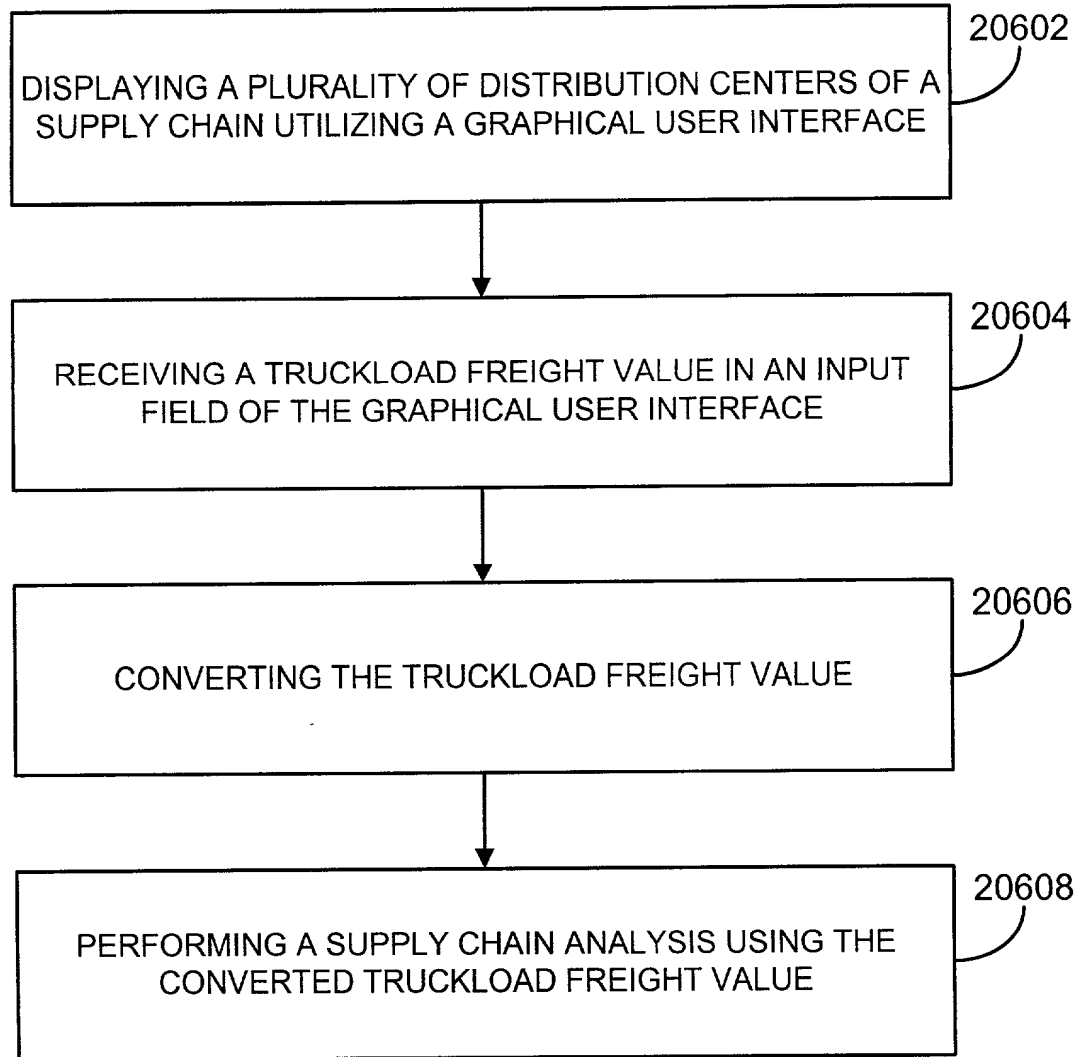 20602
DISPLAYING A PLURALITY OF DISTRIBUTION CENTERS OF A
SUPPLY CHAIN UTILIZING A GRAPHICAL USER INTERFACE
20604
RECEIVING A TRUCKLOAD FREIGHT VALUE IN AN INPUT
FIELD OF THE GRAPHICAL USER INTERFACE
20606
CONVERTING THE TRUCKLOAD FREIGHT VALUE
20608
PERFORMING A SUPPLY CHAIN ANALYSIS USING THE
CONVERTED TRUCKLOAD FREIGHT VALUE